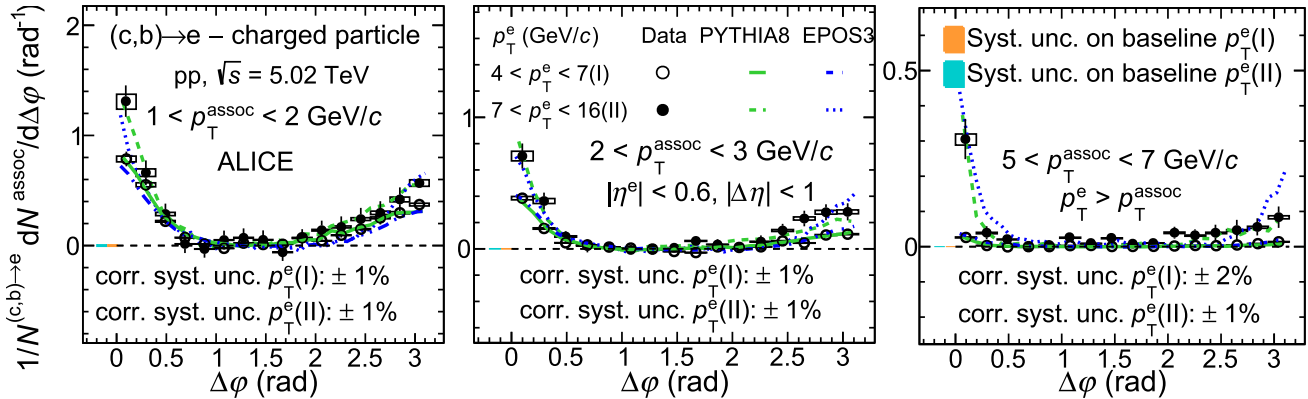 1/N^{(c,b)→e} dN^{assoc}/dΔφ (rad⁻¹)
2
1
0
(c,b)→e – charged particle
pp, √s = 5.02 TeV
1 < p_T^{assoc} < 2 GeV/c
ALICE
corr. syst. unc. p_T^e(I): ± 1%
corr. syst. unc. p_T^e(II): ± 1%
0 0.5 1 1.5 2 2.5 3
Δφ (rad)
1
0
p_T^e (GeV/c) Data PYTHIA8 EPOS3
4 < p_T^e < 7(I)
7 < p_T^e < 16(II)
2 < p_T^{assoc} < 3 GeV/c
|η^e| < 0.6, |Δη| < 1
corr. syst. unc. p_T^e(I): ± 1%
corr. syst. unc. p_T^e(II): ± 1%
0 0.5 1 1.5 2 2.5 3
Δφ (rad)
0.5
0
Syst. unc. on baseline p_T^e(I)
Syst. unc. on baseline p_T^e(II)
5 < p_T^{assoc} < 7 GeV/c
p_T^e > p_T^{assoc}
corr. syst. unc. p_T^e(I): ± 2%
corr. syst. unc. p_T^e(II): ± 1%
0 0.5 1 1.5 2 2.5 3
Δφ (rad)